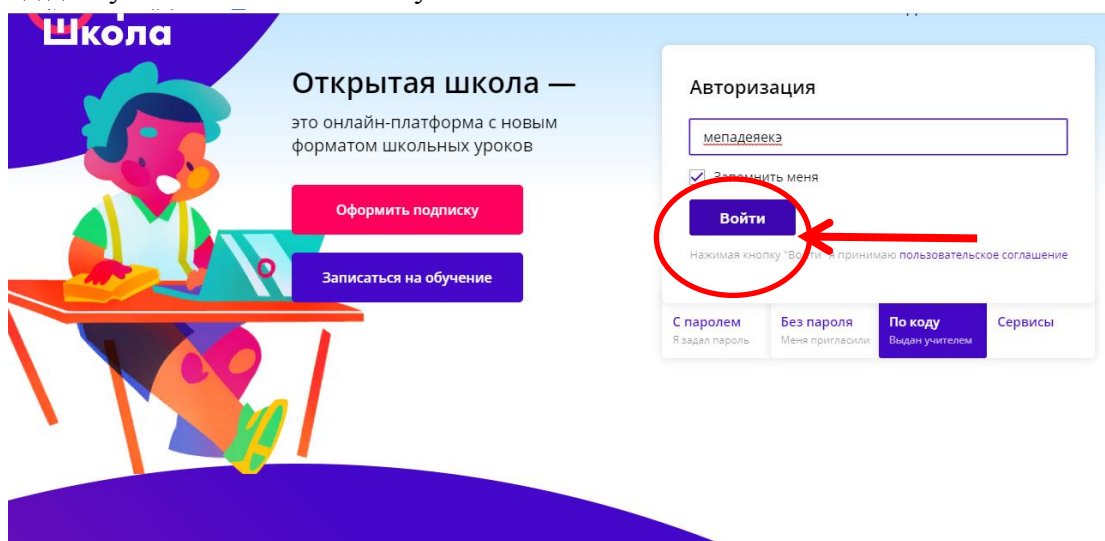 Школа
Открытая школа —
это онлайн-платформа с новым
форматом школьных уроков
Оформить подписку
Записаться на обучение
Авторизация
мепадеяекэ
Запомнить меня
Войти
Нажимая кнопку "Войти" я принимаю пользовательское соглашение
С паролем
Я задал пароль
Без пароля
Меня пригласили
По коду
Выдан учителем
Сервисы